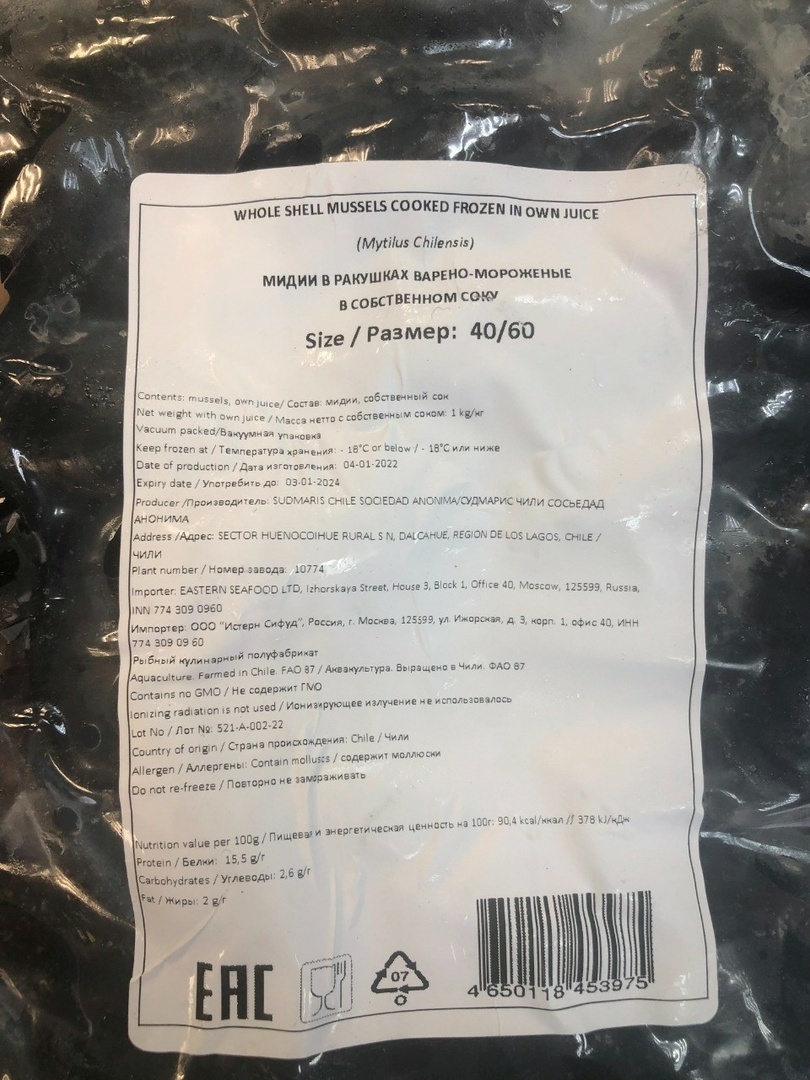 WHOLE SHELL MUSSELS COOKED FROZEN IN OWN JUICE
(Mytilus Chilensis)
МИДИИ В РАКУШКАХ ВАРЕНО-МОРОЖЕНЫЕ
В СОБСТВЕННОМ СОКУ
Size / Размер: 40/60
Contents: mussels, own juice/ Состав: мидии, собственный сок
Net weight with own juice / Масса нетто с собственным соком: 1 kg/кг
Vacuum packed/Вакуумная упаковка
Keep frozen at / Температура хранения: - 18°C or below / - 18°C или ниже
Date of production / Дата изготовления: 04-01-2022
Expiry date / Употребить до: 03-01-2024
Producer /Производитель: SUDMARIS CHILE SOCIEDAD ANONIMA/СУДМАРИС ЧИЛИ СОСЬЕДАД
АНОНИМА
Address /Адрес: SECTOR HUENOCOIHUE RURAL S N, DALCAHUE, REGION DE LOS LAGOS, CHILE /
ЧИЛИ
Plant number / Номер завода: 10774
Importer: EASTERN SEAFOOD LTD, Izhorskaya Street, House 3, Block 1, Office 40, Moscow, 125599, Russia,
INN 774 309 0960
Импортер: ООО "Истерн Сифуд", Россия, г. Москва, 125599, ул. Ижорская, д. 3, корп. 1, офис 40, ИНН
774 309 09 60
Рыбный кулинарный полуфабрикат
Aquaculture. Farmed in Chile. FAO 87 / Аквакультура. Выращено в Чили. ФАО 87
Contains no GMO / Не содержит ГМО
Ionizing radiation is not used / Ионизирующее излучение не использовалось
Lot No / Лот №: 521-A-002-22
Country of origin / Страна происхождения: Chile / Чили
Allergen / Аллергены: Contain molluscs / содержит моллюски
Do not re-freeze / Повторно не замораживать
Nutrition value per 100g / Пищевая и энергетическая ценность на 100г: 90,4 kcal/ккал // 378 kJ/кДж
Protein / Белки: 15,5 g/г
Carbohydrates / Углеводы: 2,6 g/г
Fat / Жиры: 2 g/г
EAC
07
O
4 650118 453975